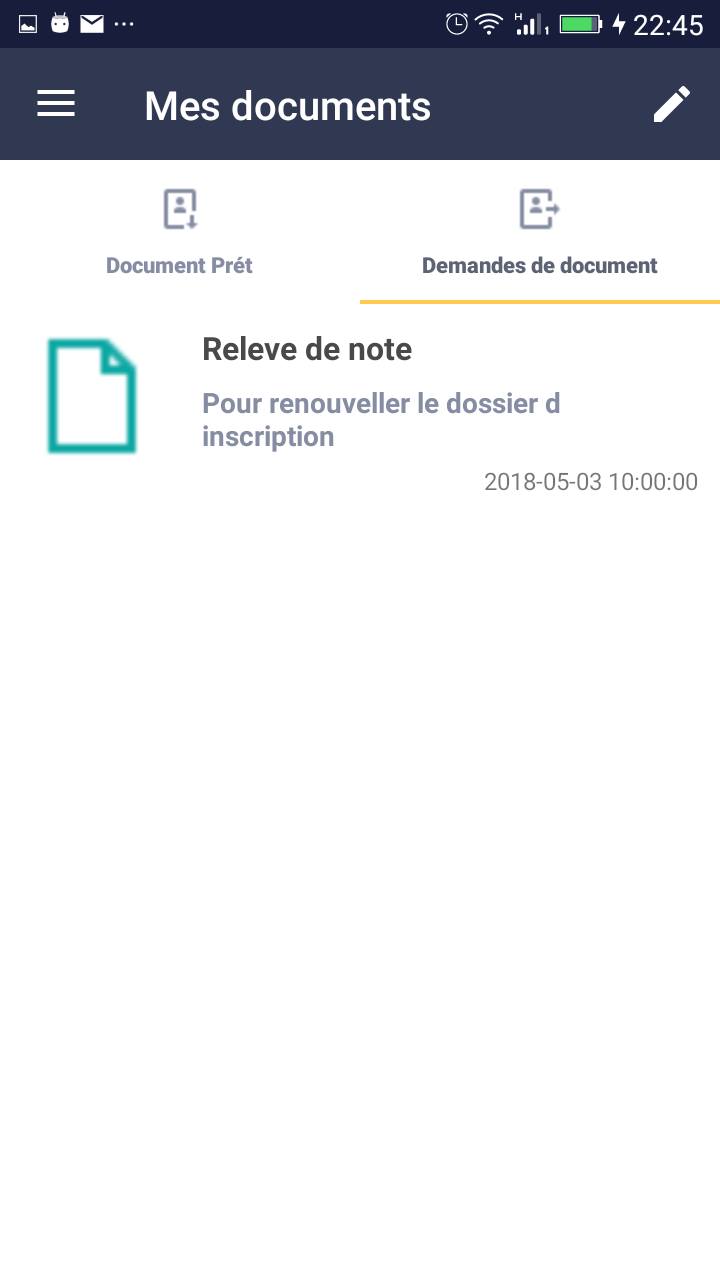 22:45
Mes documents
Document Prét
Demandes de document
Releve de note
Pour renouveller le dossier d
inscription
2018-05-03 10:00:00